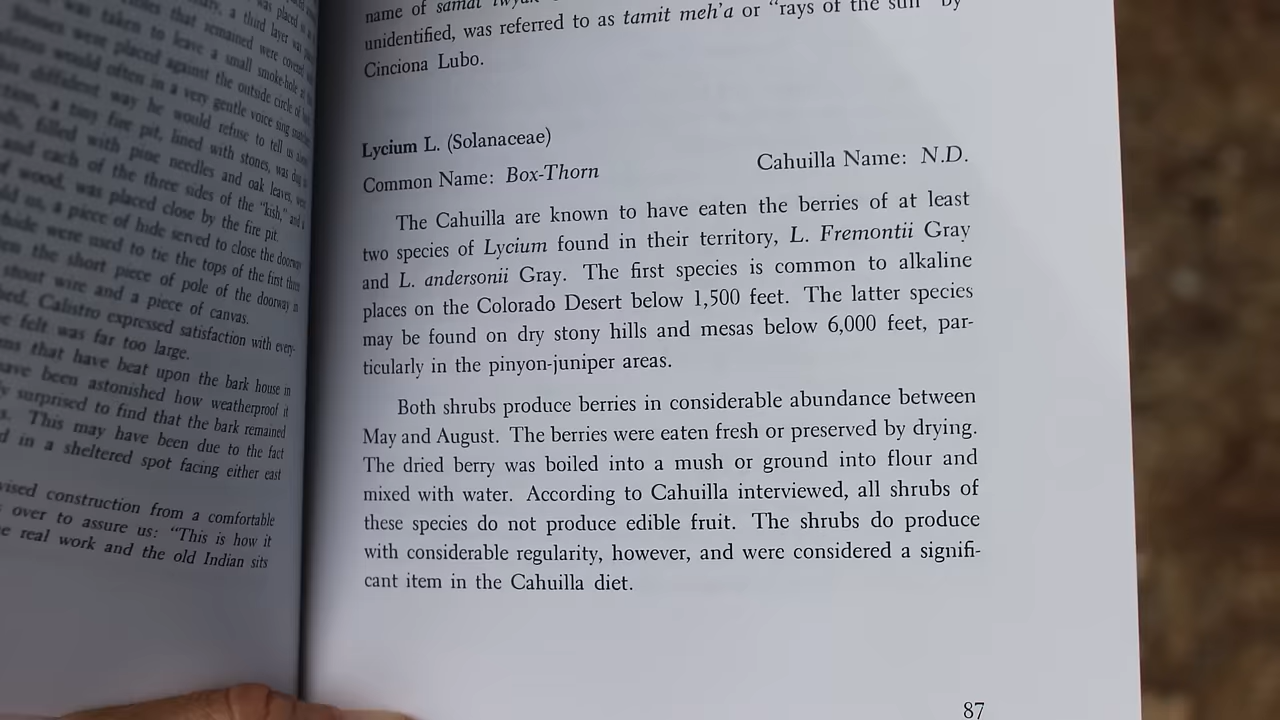 was taken to leave a small smoke-hole at
were placed against the outside circle of
would often in a very gentle voice sing
different way he would refuse to tell us
a tiny fire pit, lined with stones, was
filled with pine needles and oak leaves,
and each of the three sides of the "kish," and a
wood, was placed close by the fire pit.
us, a piece of hide served to close the doorway
were used to tie the tops of the first three
the short piece of pole of the doorway
stout wire and a piece of canvas.
Calistro expressed satisfaction with every-
felt was far too large.
that have beat upon the bark house in
have been astonished how weatherproof it
surprised to find that the bark remained
This may have been due to the fact
in a sheltered spot facing either east
construction from a comfortable
over to assure us: "This is how it
real work and the old Indian sits
name of samat
unidentified, was referred to as tamit meh'a or "rays of the sun" by
Cinciona Lubo.
Lycium L. (Solanaceae)
Common Name: Box-Thorn Cahuilla Name: N.D.
The Cahuilla are known to have eaten the berries of at least
two species of Lycium found in their territory, L. Fremontii Gray
and L. andersonii Gray. The first species is common to alkaline
places on the Colorado Desert below 1,500 feet. The latter species
may be found on dry stony hills and mesas below 6,000 feet, par-
ticularly in the pinyon-juniper areas.
Both shrubs produce berries in considerable abundance between
May and August. The berries were eaten fresh or preserved by drying.
The dried berry was boiled into a mush or ground into flour and
mixed with water. According to Cahuilla interviewed, all shrubs of
these species do not produce edible fruit. The shrubs do produce
with considerable regularity, however, and were considered a signifi-
cant item in the Cahuilla diet.
87